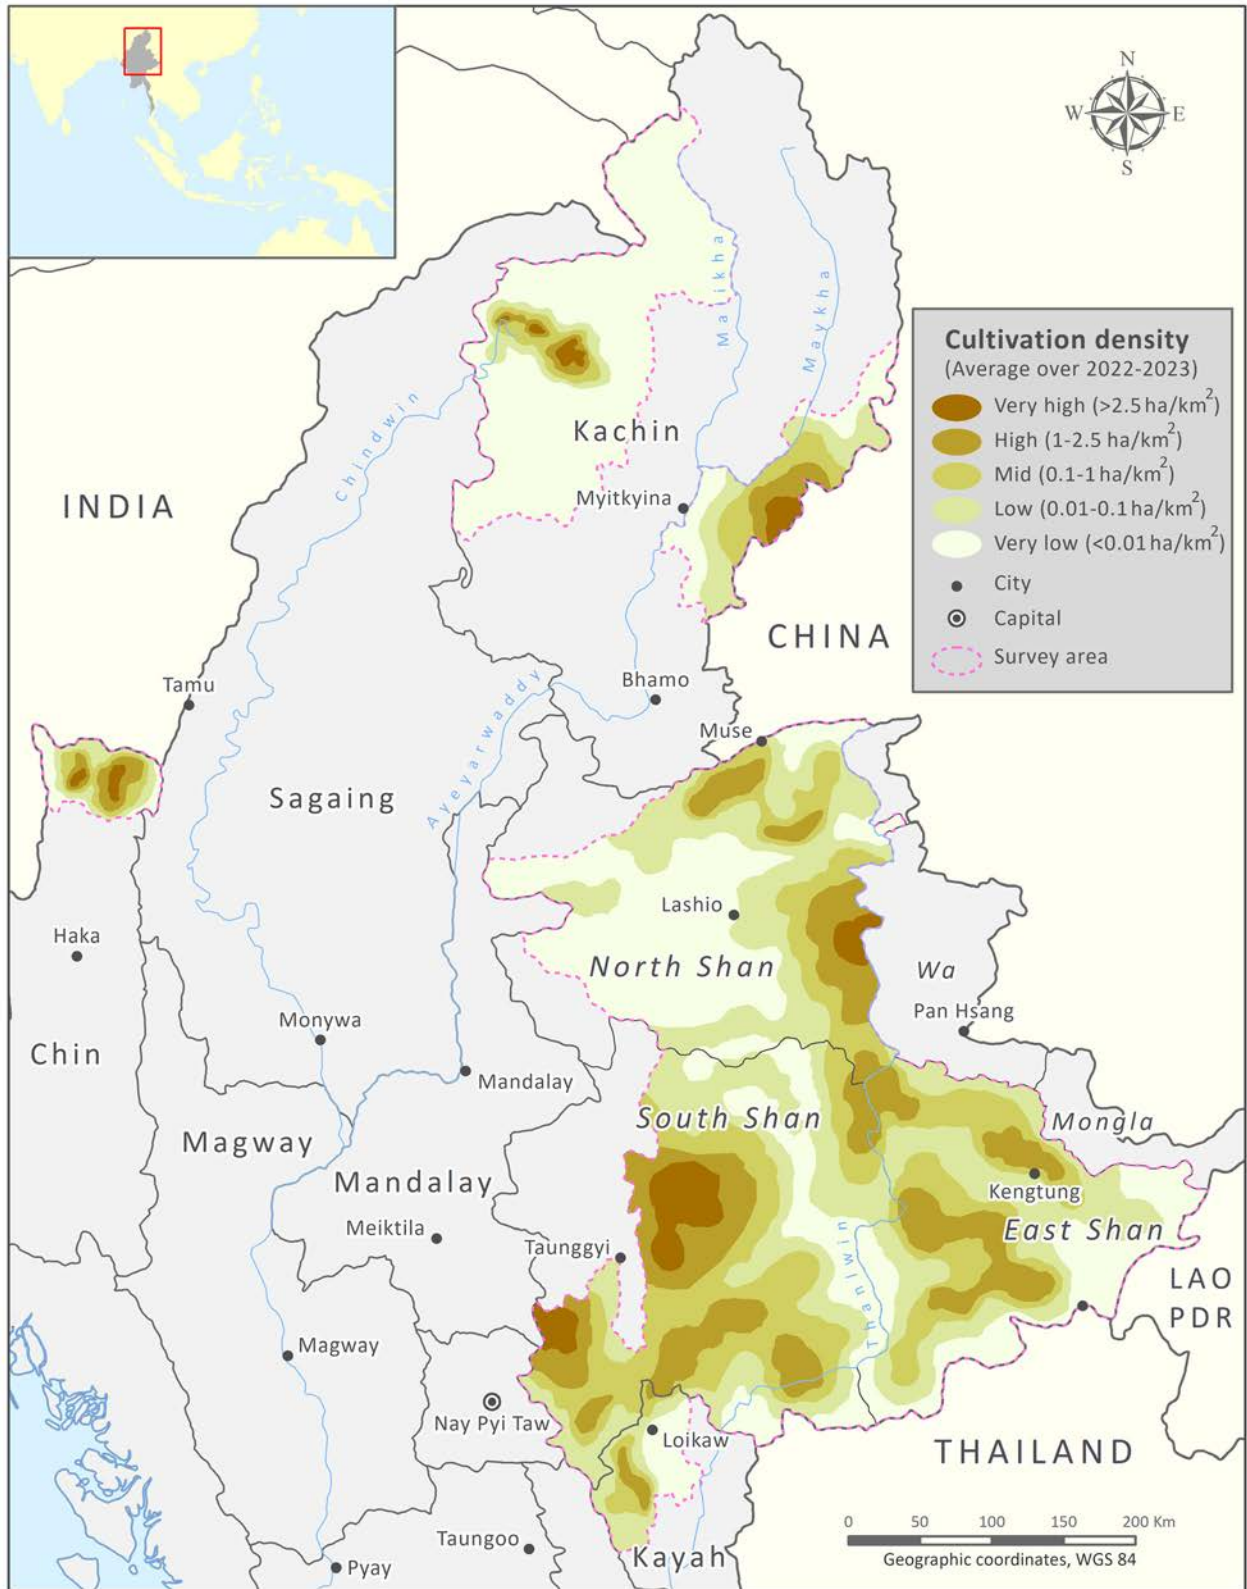 N
W
E
S
Malikha
Maykha
Cultivation density
(Average over 2022-2023)
Very high (>2.5 ha/km²)
High (1-2.5 ha/km²)
Mid (0.1-1 ha/km²)
Low (0.01-0.1 ha/km²)
Very low (<0.01 ha/km²)
City
Capital
Survey area
Chindwin
Kachin
INDIA
Myitkyina
CHINA
Tamu
Bhamo
Ayeyarwaddy
Muse
Sagaing
Lashio
Haka
North Shan
Wa
Pan Hsang
Monywa
Chin
Mandalay
South Shan
Mongla
Magway
Mandalay
Kengtung
Meiktila
East Shan
Taunggyi
Thanlwin
LAO
PDR
Magway
Nay Pyi Taw
Loikaw
THAILAND
0 50 100 150 200 Km
Geographic coordinates, WGS 84
Taungoo
Kayah
Pyay